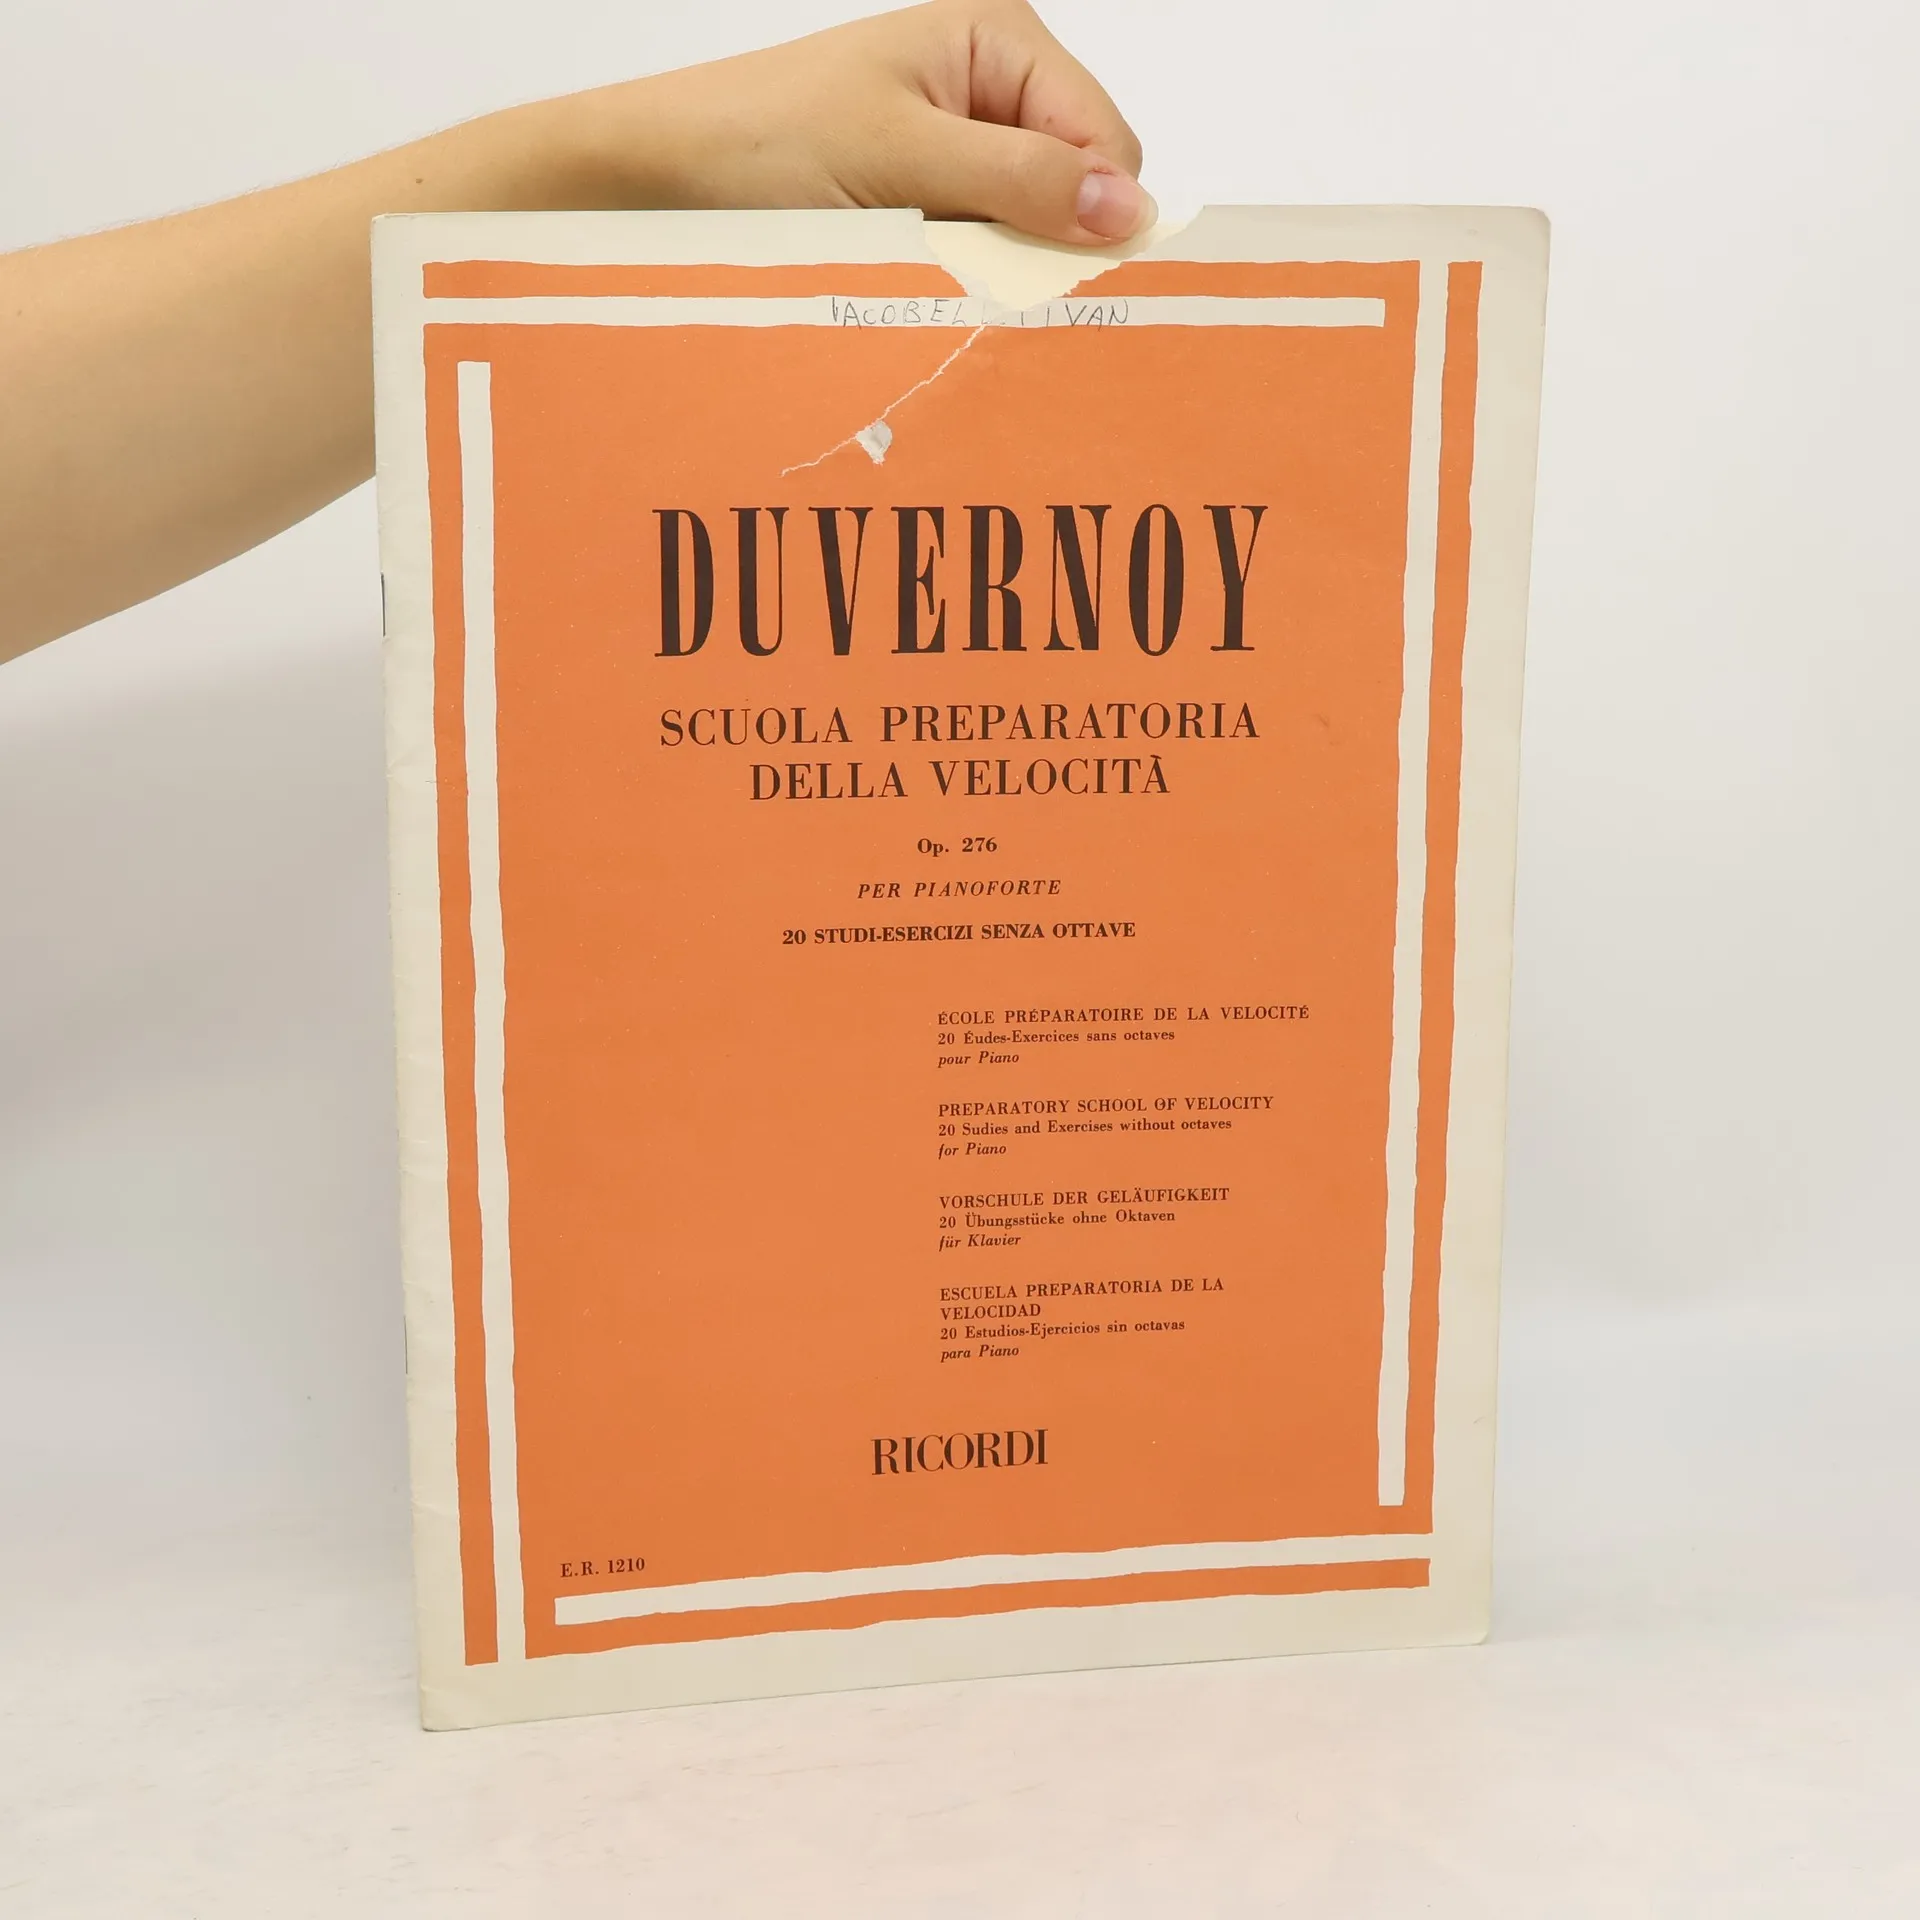 IVAN
DUVERNOY
SCUOLA PREPARATORIA
DELLA VELOCITÀ
Op. 276
PER PIANOFORTE
20 STUDI-ESERCIZI SENZA OTTAVE
ÉCOLE PRÉPARATOIRE DE LA VELOCITÉ
20 Éudes-Exercices sans octaves
pour Piano
PREPARATORY SCHOOL OF VELOCITY
20 Sudies and Exercises without octaves
for Piano
VORSCHULE DER GELÄUFIGKEIT
20 Übungsstücke ohne Oktaven
für Klavier
ESCUELA PREPARATORIA DE LA
VELOCIDAD
20 Estudios-Ejercicios sin octavas
para Piano
RICORDI
E.R. 1210